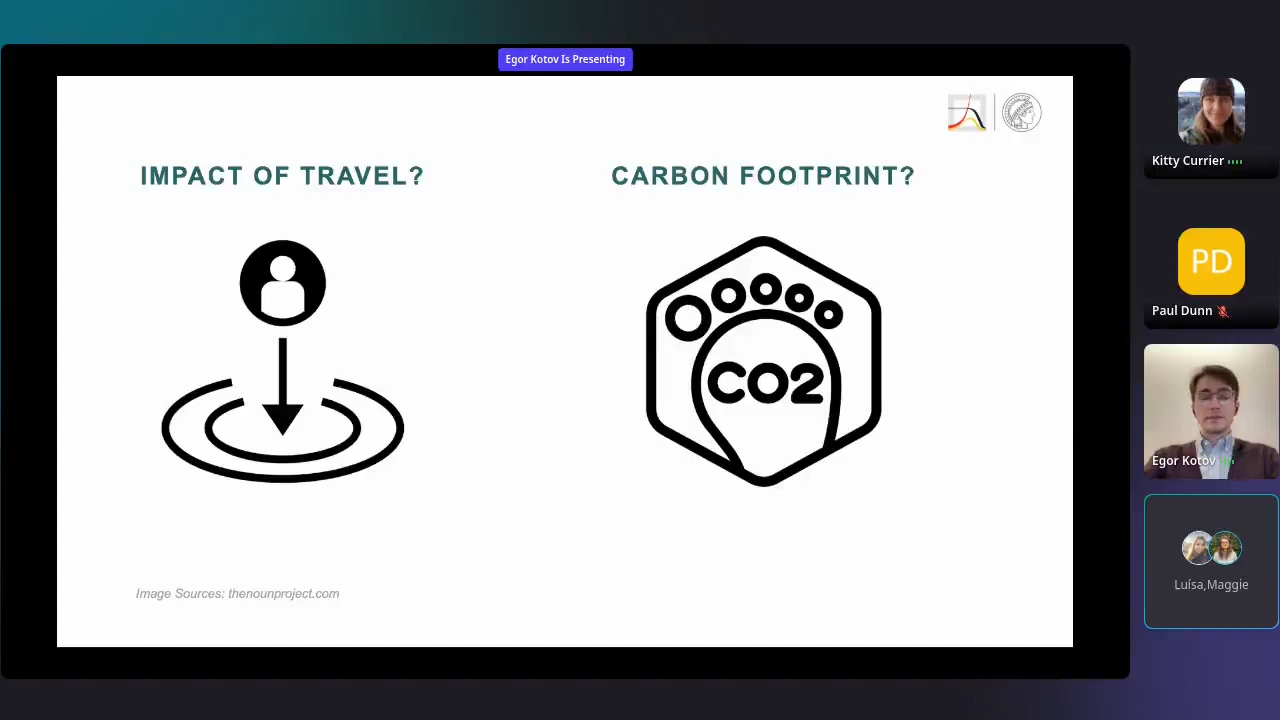 Egor Kotov Is Presenting
IMPACT OF TRAVEL?
CARBON FOOTPRINT?
CO2
Image Sources: thenounproject.com
Kitty Currier
PD
Paul Dunn
Egor Kotov
Luísa,Maggie